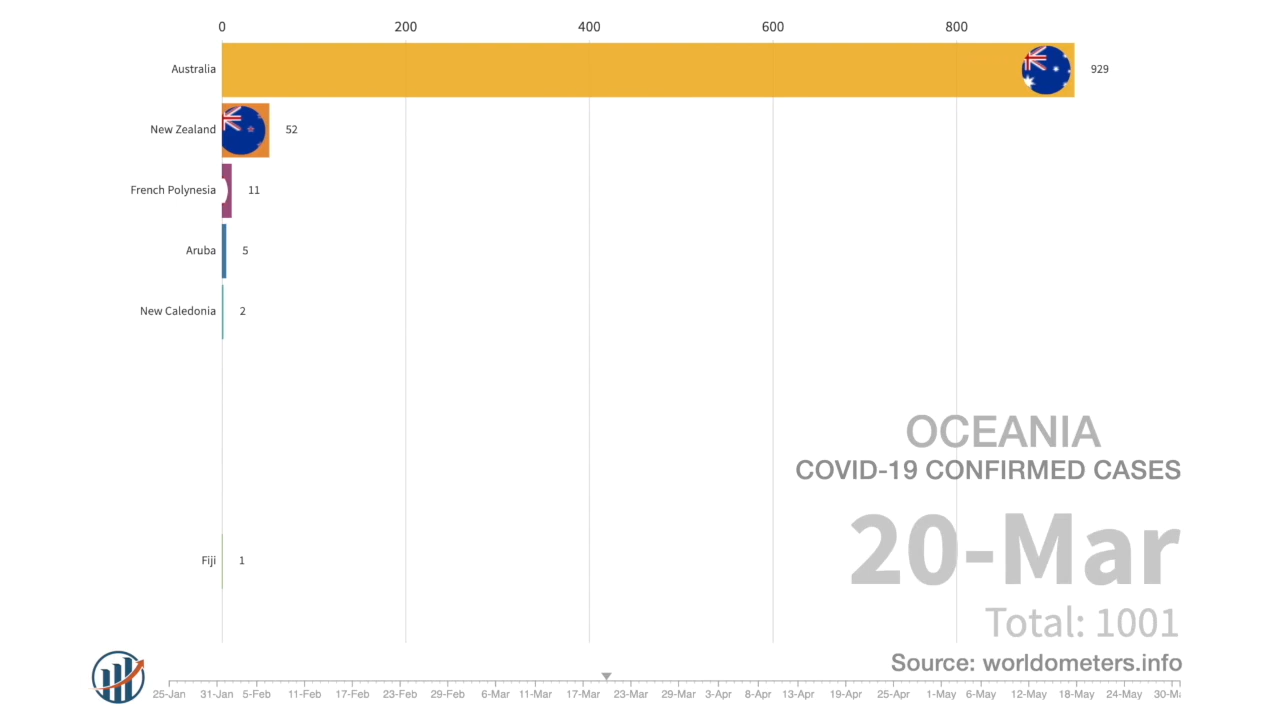 0 200 400 600 800
Australia 929
New Zealand 52
French Polynesia 11
Aruba 5
New Caledonia 2
OCEANIA
COVID-19 CONFIRMED CASES
20-Mar
Fiji 1
Total: 1001
Source: worldometers.info
25-Jan 31-Jan 5-Feb 11-Feb 17-Feb 23-Feb 29-Feb 6-Mar 11-Mar 17-Mar 23-Mar 29-Mar 3-Apr 8-Apr 13-Apr 19-Apr 25-Apr 1-May 6-May 12-May 18-May 24-May 30-Ma